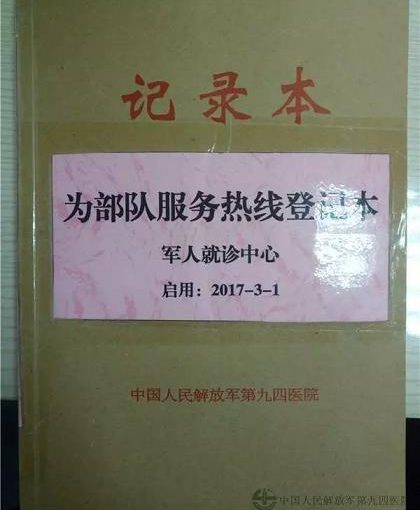 记录本
为部队服务热线登记本
军人就诊中心
启用：2017-3-1
中国人民解放军第九四医院
中国人民解放军第九四医院